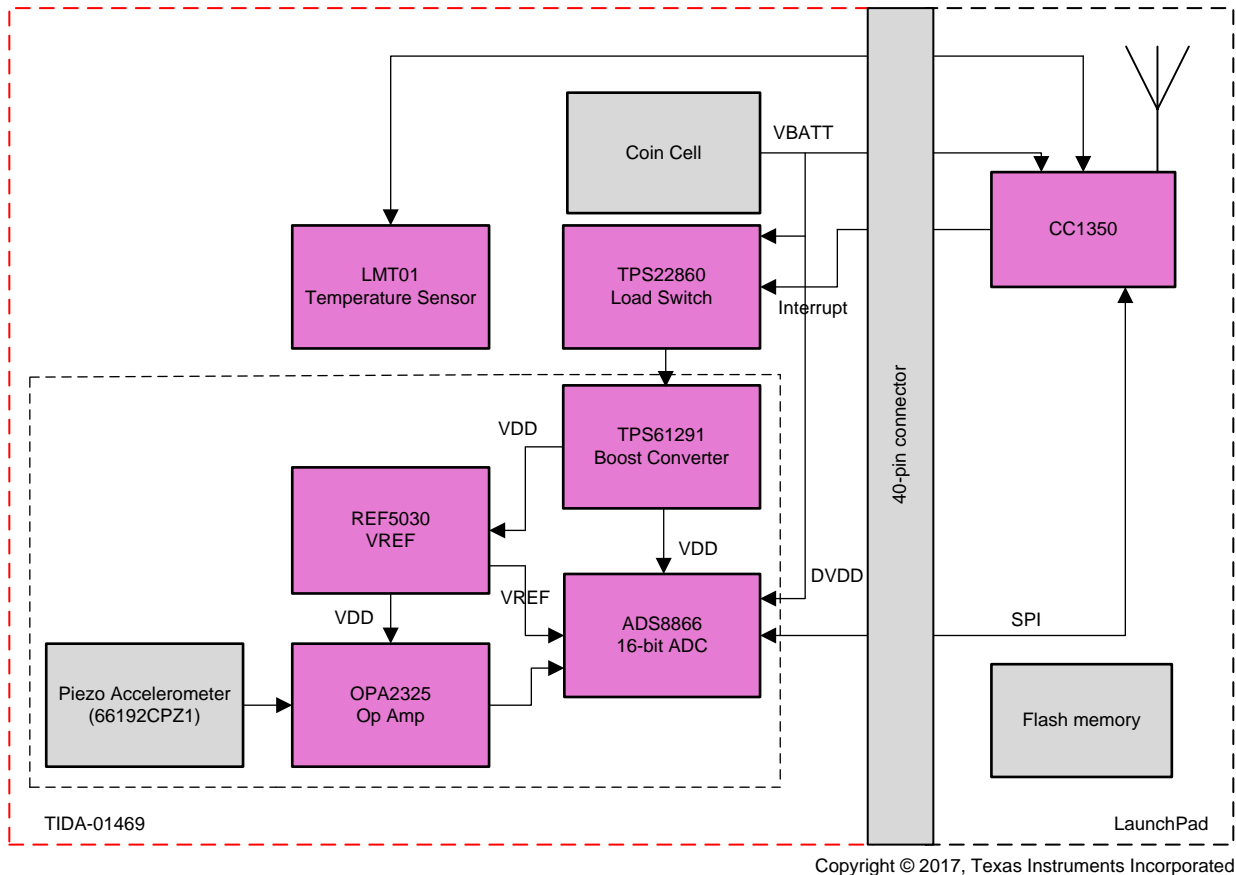 Coin Cell
VBATT
CC1350
LMT01
Temperature Sensor
TPS22860
Load Switch
Interrupt
40-pin connector
TPS61291
Boost Converter
VDD
REF5030
VREF
VDD
DVDD
VREF
VDD
ADS8866
16-bit ADC
SPI
Piezo Accelerometer
(66192CPZ1)
OPA2325
Op Amp
Flash memory
TIDA-01469
LaunchPad
Copyright © 2017, Texas Instruments Incorporated